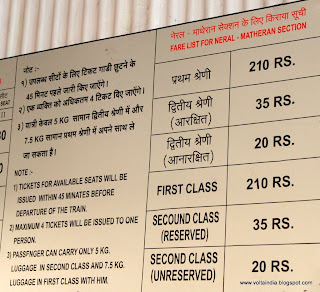 नेरल - माथेरान सेक्शन के लिए किराया सूची
FARE LIST FOR NERAL - MATHERAN SECTION
नोट :-
१) उपलब्ध सीटों के लिए टिकट गाडी छूटने के
45 मिनट पहले जारी किए जाएँगे।
२) एक व्यक्ति को अधिकतम 4 टिकट दिए जाएँगे।
३) यात्री केवल 5 KG सामान द्वितीय श्रेणी में और
7.5 KG सामान प्रथम श्रेणी में अपने साथ ले
जा सकता है।
NOTE :-
1) TICKETS FOR AVAILABLE SEATS WILL BE
ISSUED WITHIN 45 MINUTES BEFORE
DEPARTURE OF THE TRAIN.
2) MAXIMUM 4 TICKETS WILL BE ISSUED TO ONE
PERSON.
3) PASSENGER CAN CARRY ONLY 5 KG.
LUGGAGE IN SECOND CLASS AND 7.5 KG.
LUGGAGE IN FIRST CLASS WITH HIM.
प्रथम श्रेणी 210 RS.
द्वितीय श्रेणी 35 RS.
(आरक्षित)
द्वितीय श्रेणी 20 RS.
(अनारक्षित)
FIRST CLASS 210 RS.
SECOND CLASS 35 RS.
(RESERVED)
SECOND CLASS 20 RS.
(UNRESERVED)
www.voltaindia.blogspot.com